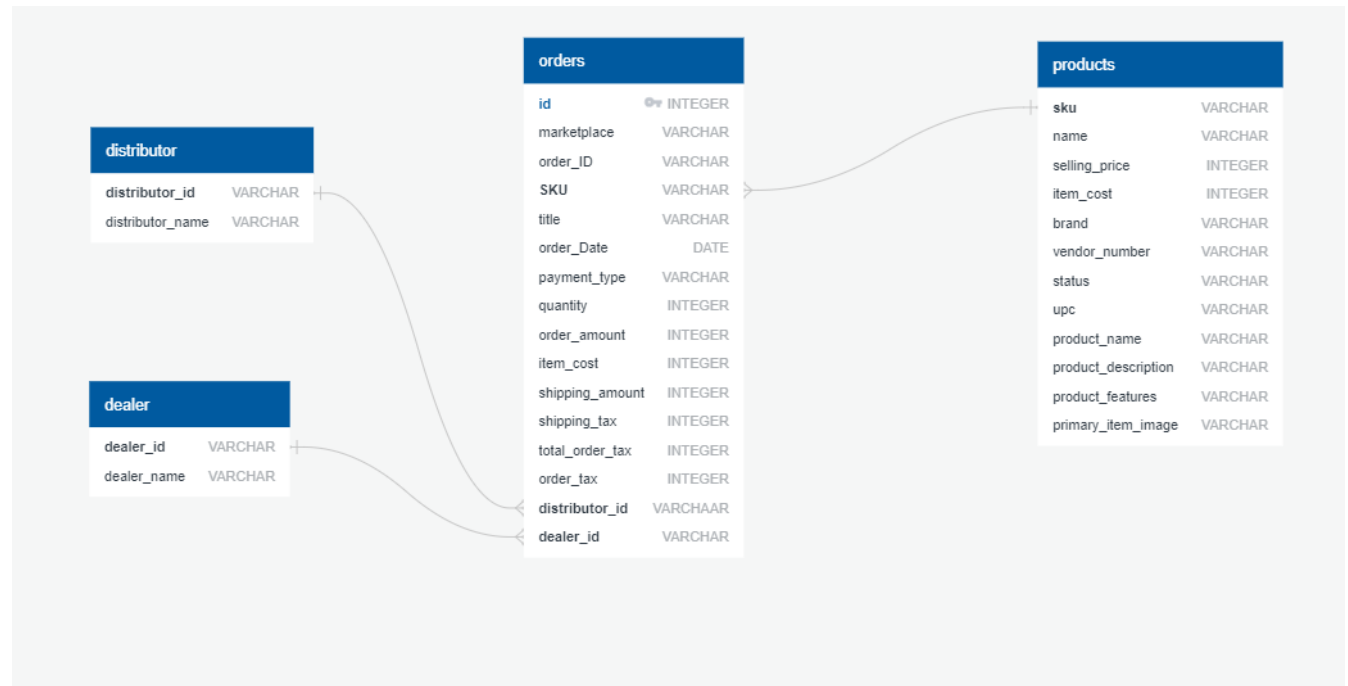 distributor
distributor_id VARCHAR
distributor_name VARCHAR
dealer
dealer_id VARCHAR
dealer_name VARCHAR
orders
id INTEGER
marketplace VARCHAR
order_ID VARCHAR
SKU VARCHAR
title VARCHAR
order_Date DATE
payment_type VARCHAR
quantity INTEGER
order_amount INTEGER
item_cost INTEGER
shipping_amount INTEGER
shipping_tax INTEGER
total_order_tax INTEGER
order_tax INTEGER
distributor_id VARCHAAR
dealer_id VARCHAR
products
sku VARCHAR
name VARCHAR
selling_price INTEGER
item_cost INTEGER
brand VARCHAR
vendor_number VARCHAR
status VARCHAR
upc VARCHAR
product_name VARCHAR
product_description VARCHAR
product_features VARCHAR
primary_item_image VARCHAR